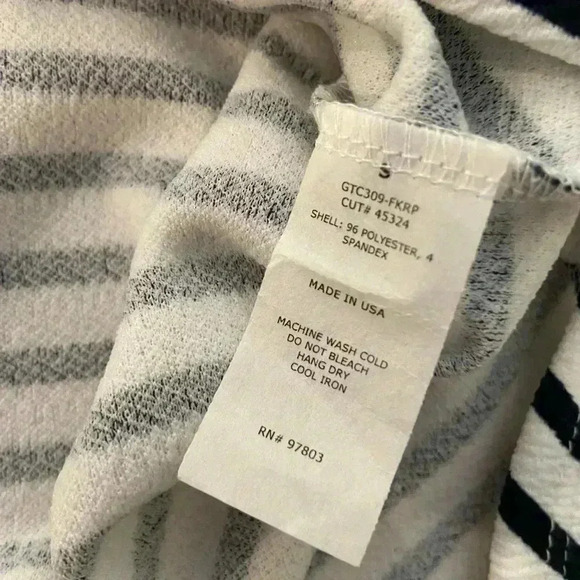 S
GTC309-FKRP
CUT# 45324
SHELL: 96 POLYESTER, 4
SPANDEX
MADE IN USA
MACHINE WASH COLD
DO NOT BLEACH
HANG DRY
COOL IRON
RN# 97803